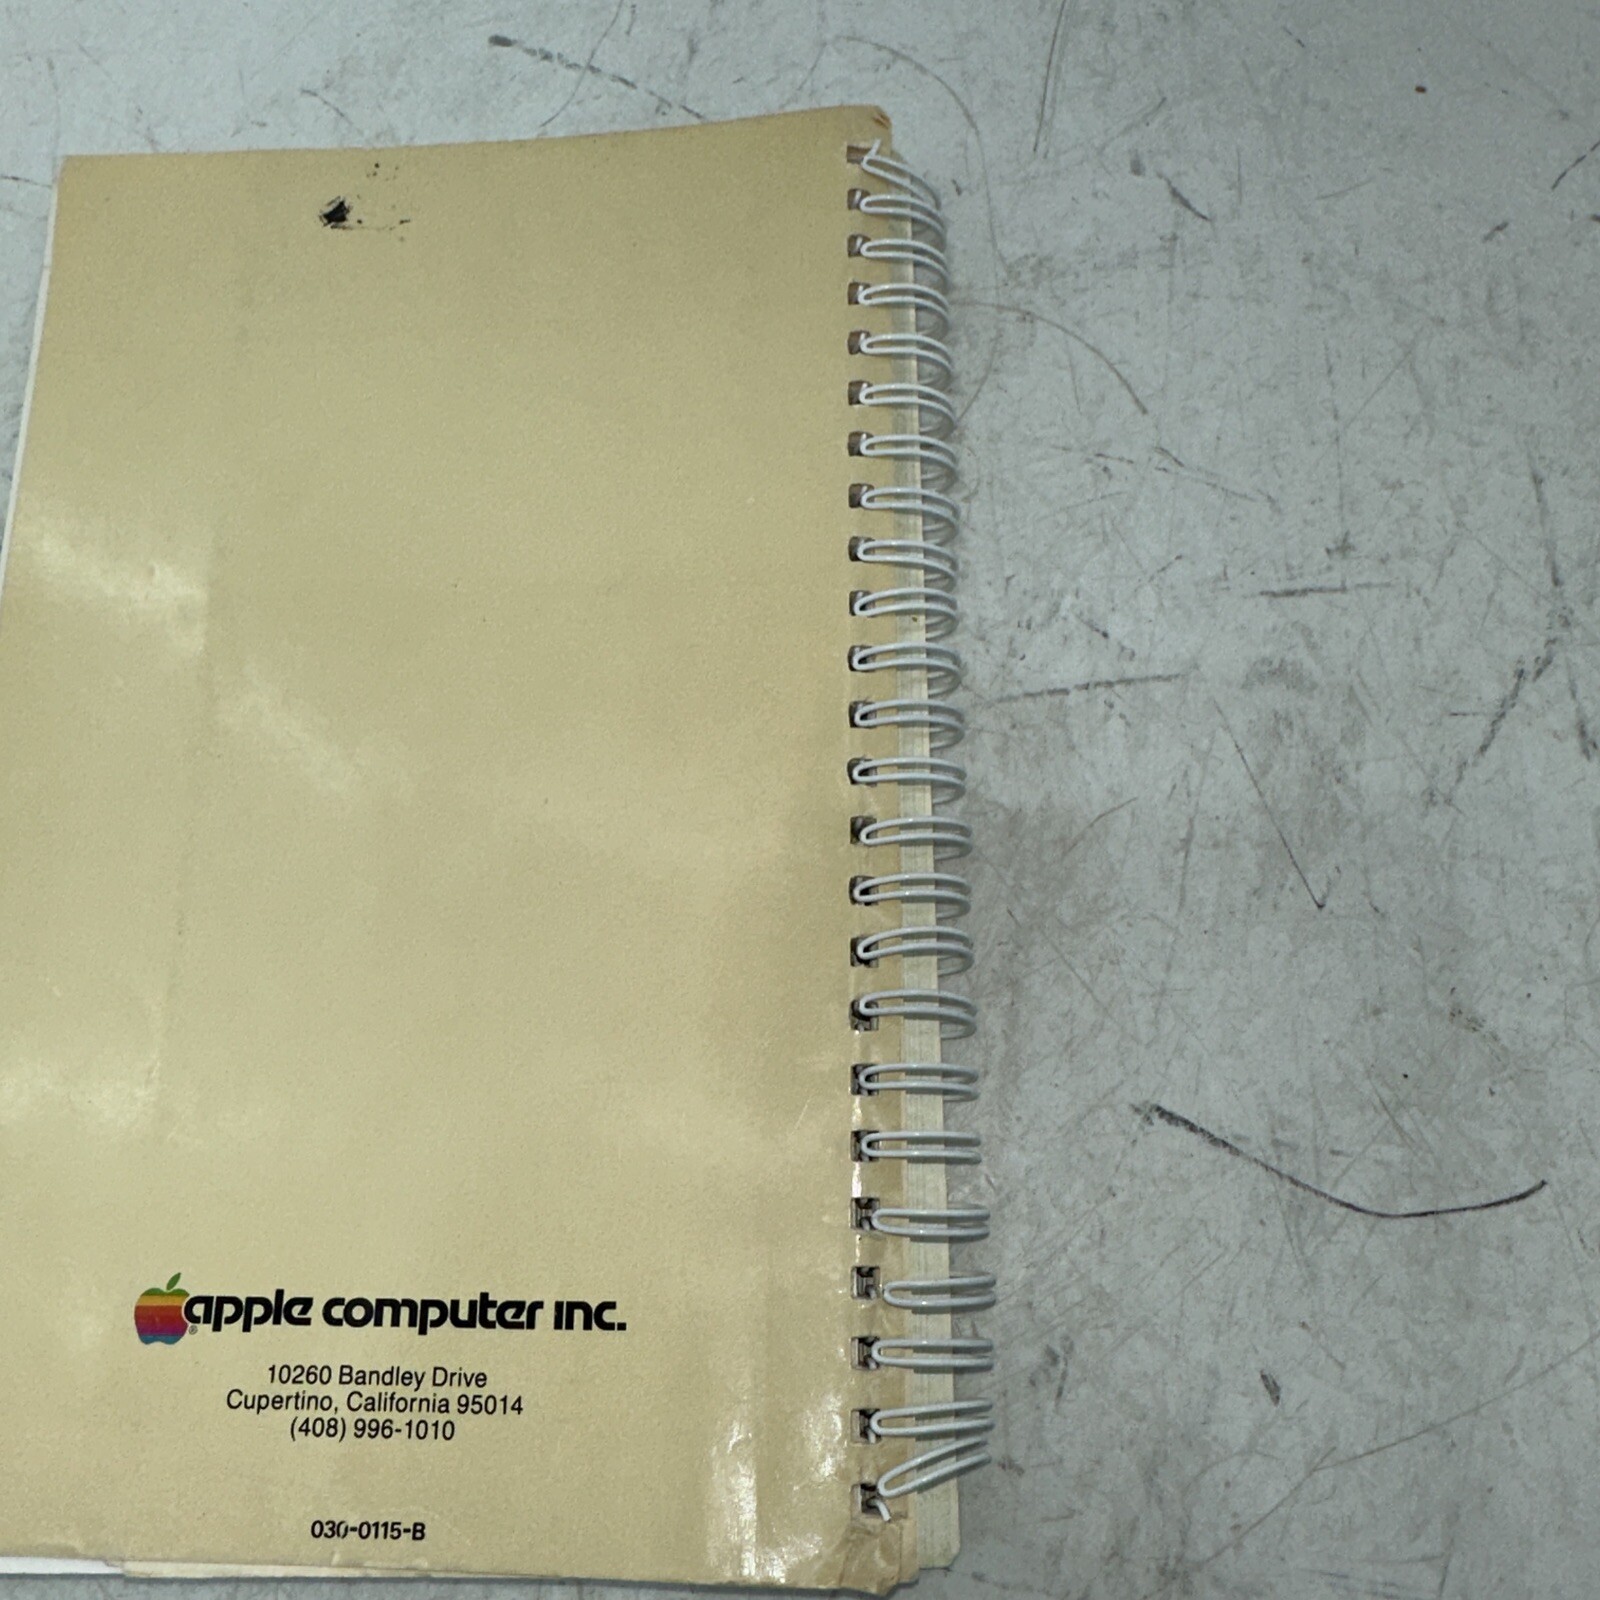 apple computer inc.
®
10260 Bandley Drive
Cupertino, California 95014
(408) 996-1010
030-0115-B